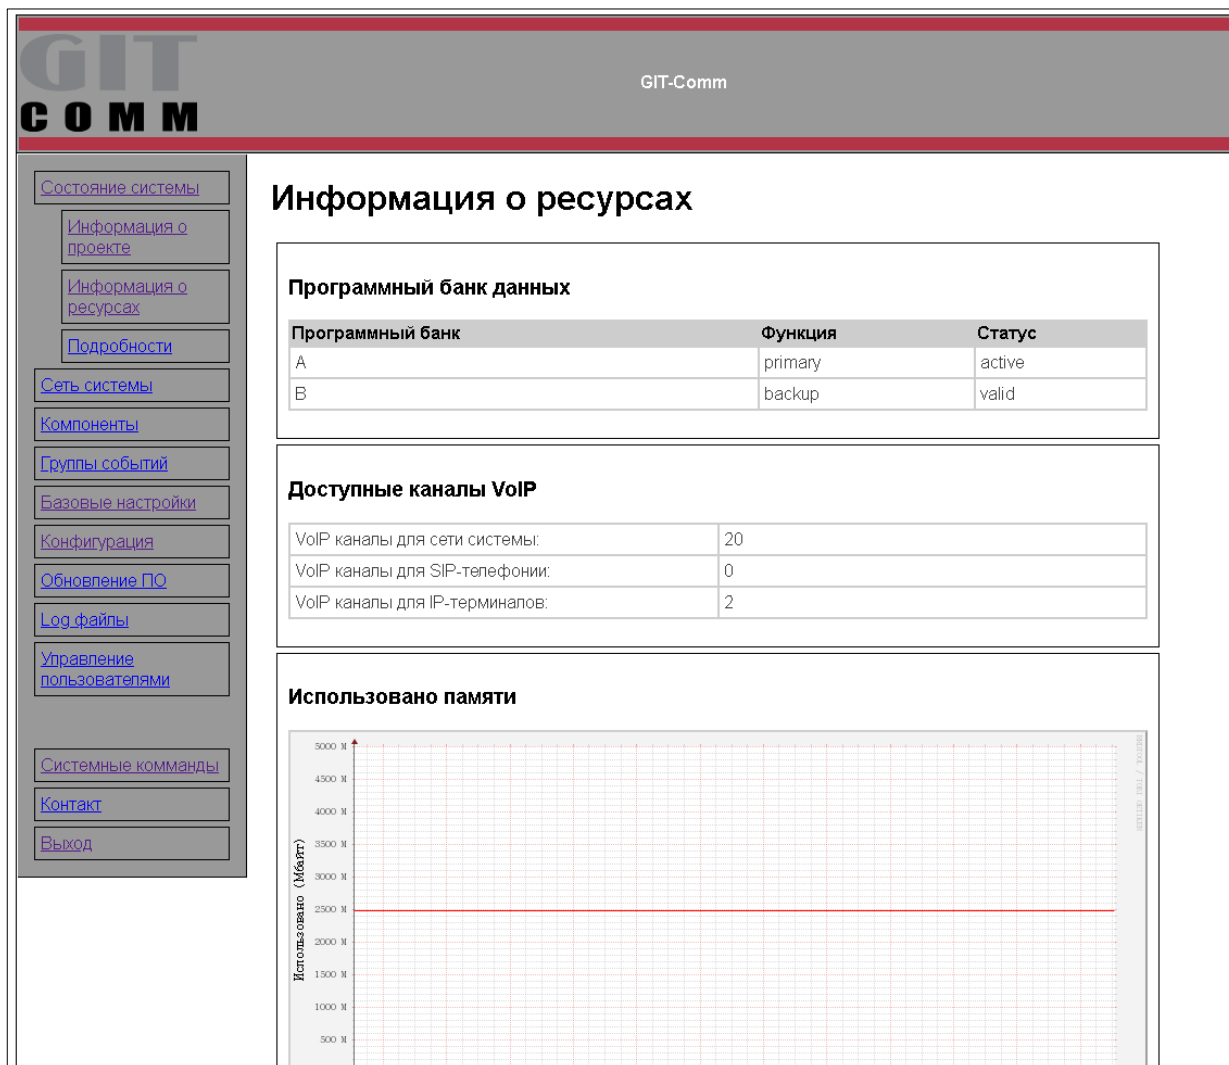 GIT
COMM
GIT-Comm
Состояние системы
Информация о
проекте
Информация о
ресурсах
Подробности
Сеть системы
Компоненты
Группы событий
Базовые настройки
Конфигурация
Обновление ПО
Log файлы
Управление
пользователями
Системные комманды
Контакт
Выход
Информация о ресурсах
Программный банк данных
Программный банк Функция Статус
A primary active
B backup valid
Доступные каналы VoIP
VoIP каналы для сети системы: 20
VoIP каналы для SIP-телефонии: 0
VoIP каналы для IP-терминалов: 2
Использовано памяти
Использовано (Мбайт)
5000 M
4500 M
4000 M
3500 M
3000 M
2500 M
2000 M
1500 M
1000 M
500 M
RRDTOOL / TOBI OETIKER